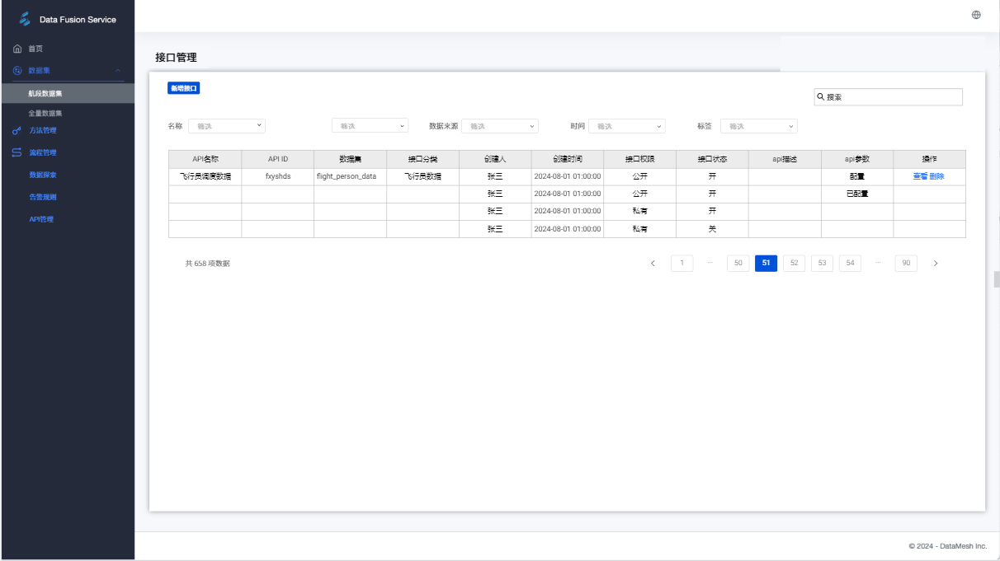 Data Fusion Service
首页
数据集
航段数据集
全量数据集
方法管理
流程管理
数据探索
告警规则
API管理
接口管理
新增接口
搜索
名称 筛选 筛选 数据来源 筛选 时间 筛选 标签 筛选
API名称 API ID 数据集 接口分类 创建人 创建时间 接口权限 接口状态 api描述 api参数 操作
飞行员调度数据 fxyshds flight_person_data 飞行员数据 张三 2024-08-01 01:00:00 公开 开 配置 查看 删除
张三 2024-08-01 01:00:00 公开 开 已配置
张三 2024-08-01 01:00:00 私有 开
张三 2024-08-01 01:00:00 私有 关
共 658 项数据 < 1 ··· 50 51 52 53 54 ··· 90 >
© 2024 - DataMesh Inc.